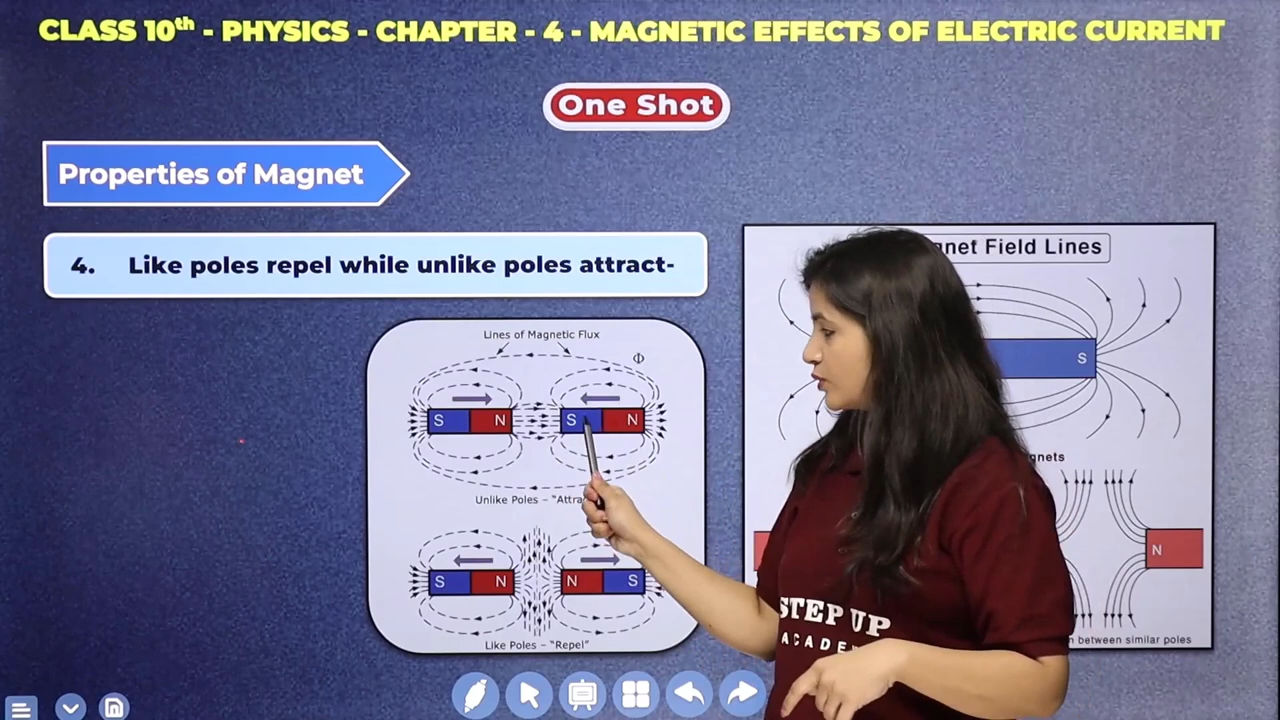 CLASS 10th - PHYSICS - CHAPTER - 4 - MAGNETIC EFFECTS OF ELECTRIC CURRENT
One Shot
Properties of Magnet
4. Like poles repel while unlike poles attract-
Lines of Magnetic Flux
Φ
S N S N
Unlike Poles - "Attra
S N N S
Like Poles - "Repel"
gnet Field Lines
S
gnets
N
n between similar poles
STEP UP
ACADE